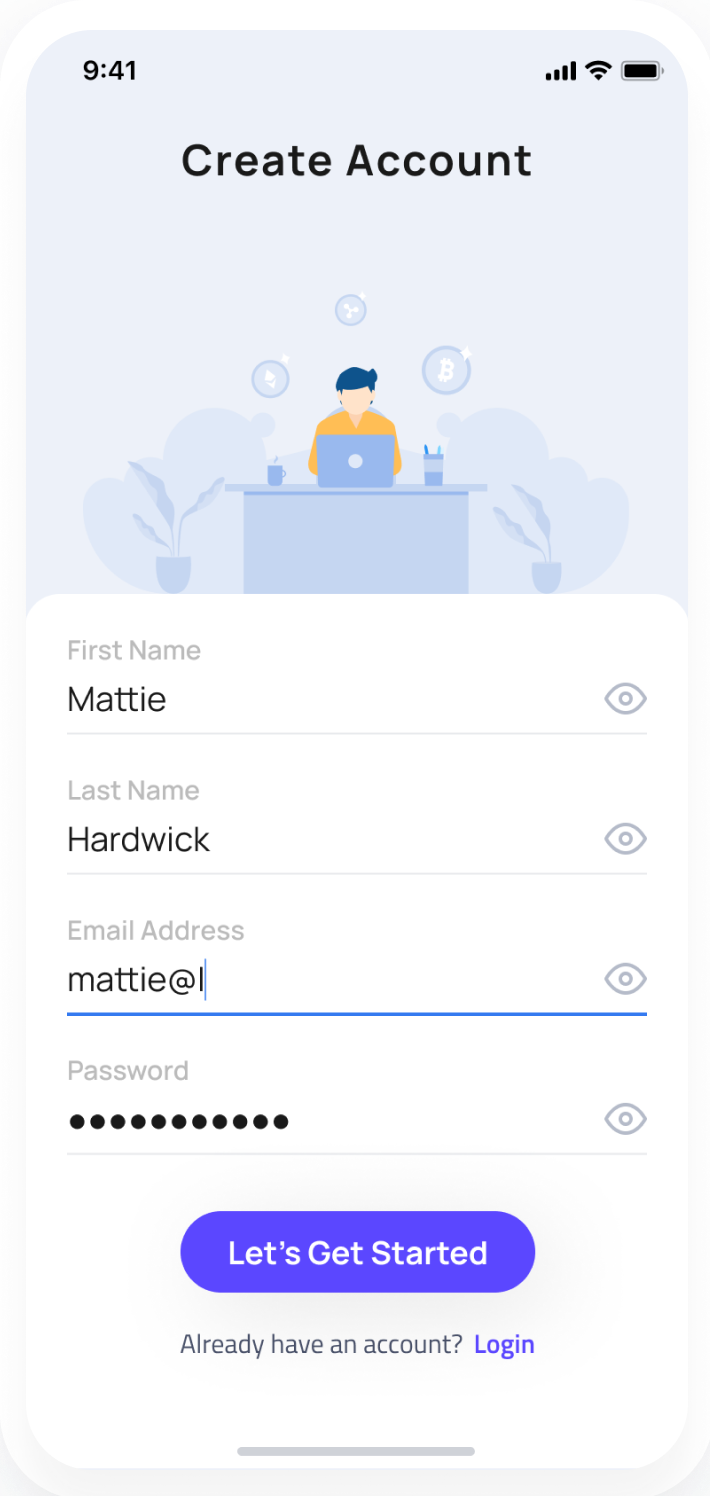 9:41
Create Account
First Name
Mattie
Last Name
Hardwick
Email Address
mattie@l
Password
●●●●●●●●●●●
Let's Get Started
Already have an account? Login